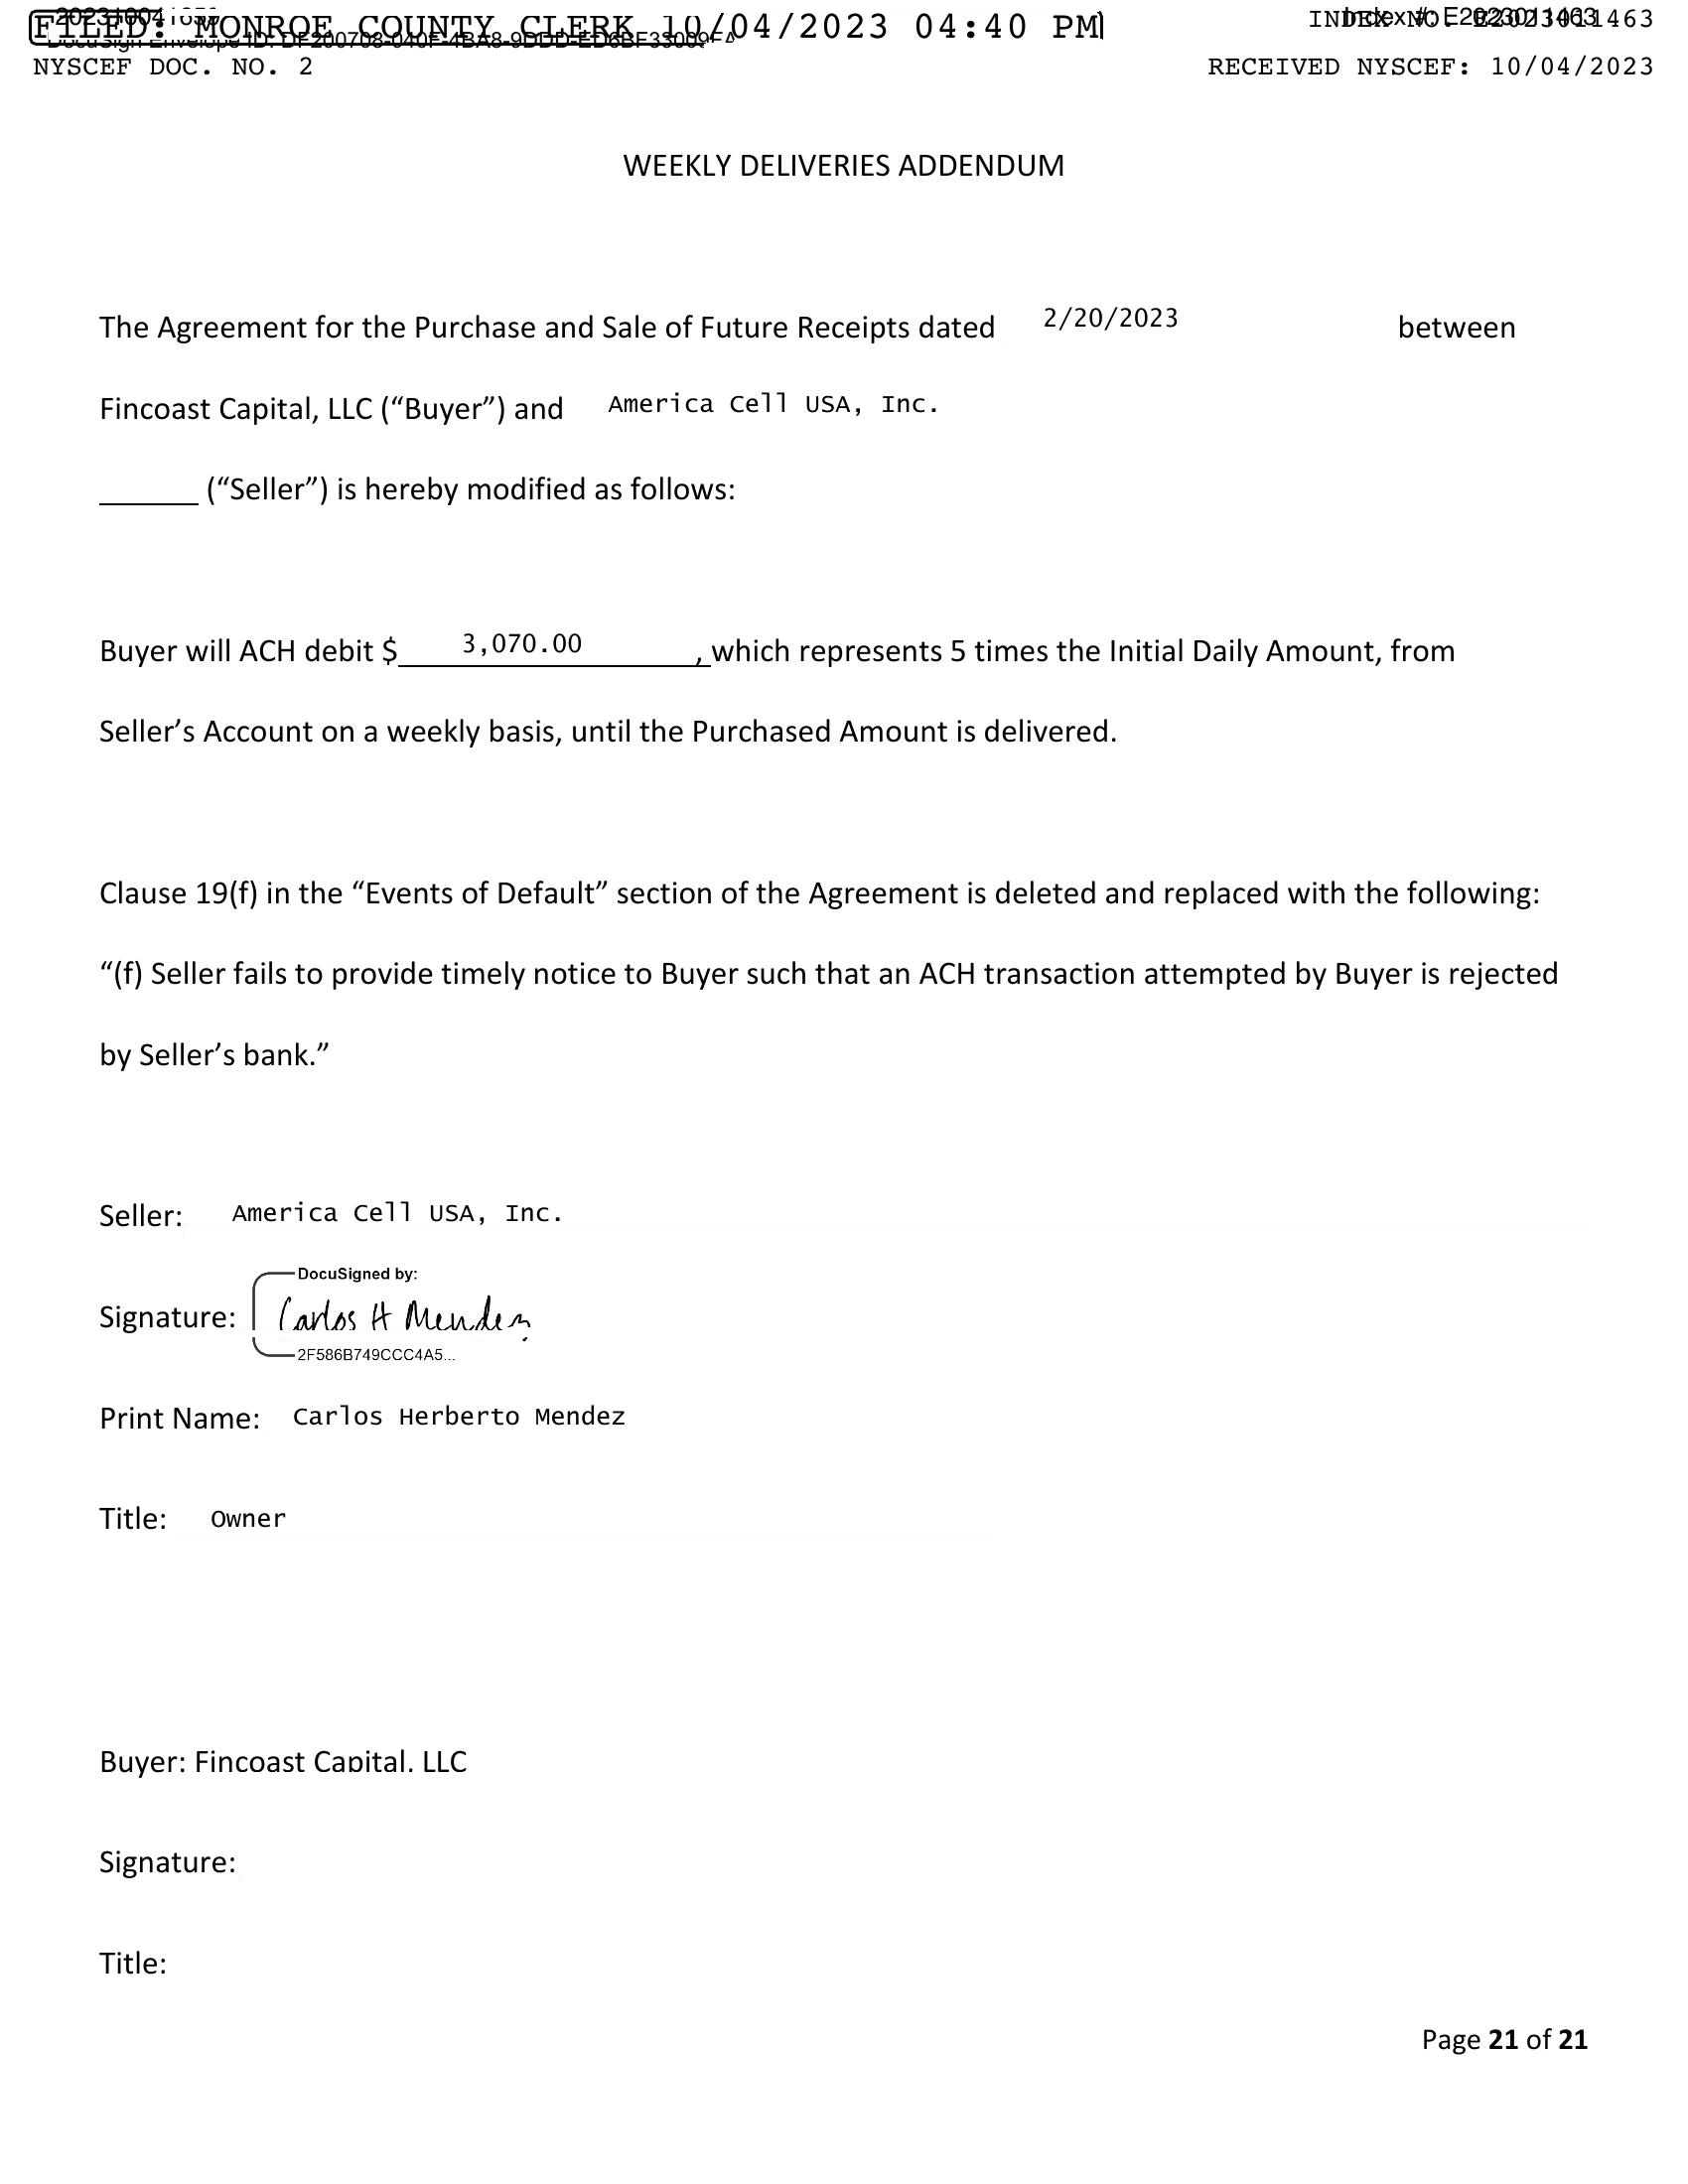 FILED: MONROE COUNTY CLERK 10/04/2023 04:40 PM
INDEX NO. E2023011463
Index #: E2023011463
DocuSign Envelope ID:
NYSCEF DOC. NO. 2
RECEIVED NYSCEF: 10/04/2023
WEEKLY DELIVERIES ADDENDUM
The Agreement for the Purchase and Sale of Future Receipts dated 2/20/2023 between
Fincoast Capital, LLC (“Buyer”) and America Cell USA, Inc.
______ (“Seller”) is hereby modified as follows:
Buyer will ACH debit $ 3,070.00 , which represents 5 times the Initial Daily Amount, from
Seller’s Account on a weekly basis, until the Purchased Amount is delivered.
Clause 19(f) in the “Events of Default” section of the Agreement is deleted and replaced with the following:
“(f) Seller fails to provide timely notice to Buyer such that an ACH transaction attempted by Buyer is rejected
by Seller’s bank.”
Seller: America Cell USA, Inc.
DocuSigned by:
Signature: Carlos H Mendez
2F586B749CCC4A5...
Print Name: Carlos Herberto Mendez
Title: Owner
Buyer: Fincoast Capital, LLC
Signature:
Title:
Page 21 of 21